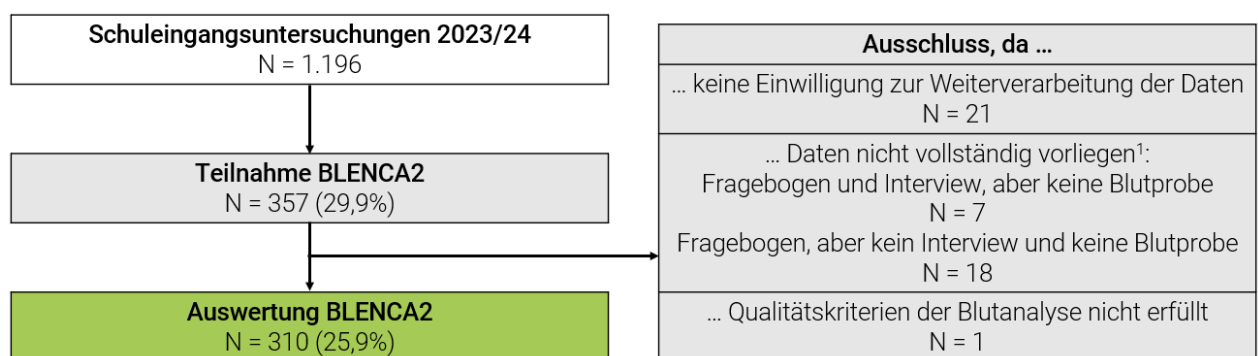 Schuleingangsuntersuchungen 2023/24
N = 1.196
Teilnahme BLENCA2
N = 357 (29,9%)
Auswertung BLENCA2
N = 310 (25,9%)
Ausschluss, da ...
... keine Einwilligung zur Weiterverarbeitung der Daten
N = 21
... Daten nicht vollständig vorliegen¹:
Fragebogen und Interview, aber keine Blutprobe
N = 7
Fragebogen, aber kein Interview und keine Blutprobe
N = 18
... Qualitätskriterien der Blutanalyse nicht erfüllt
N = 1